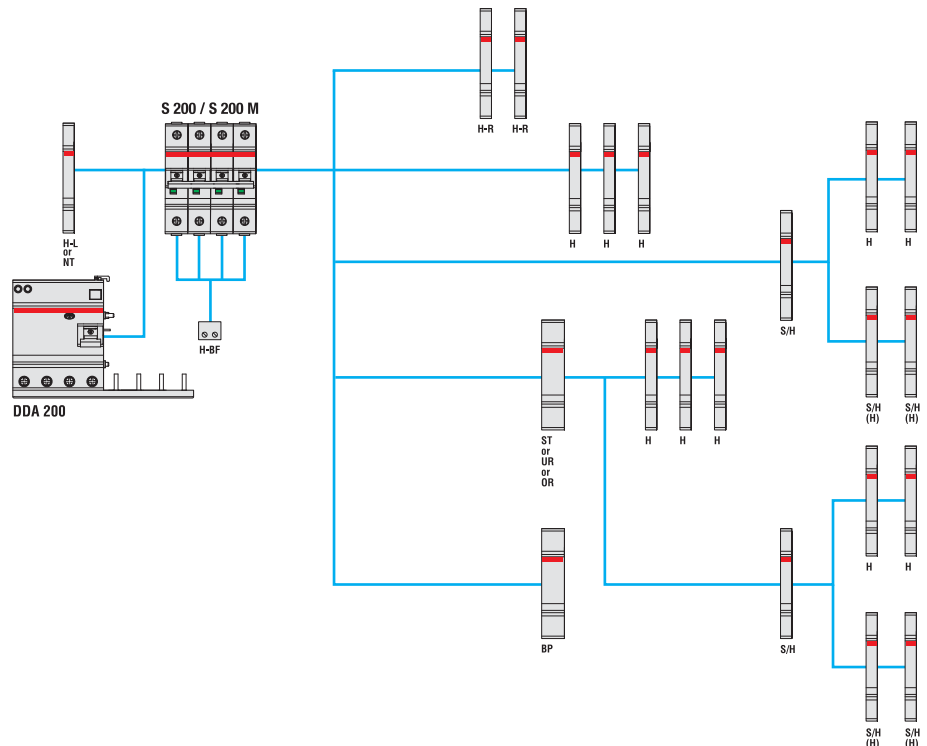 H-R
H-R
S 200 / S 200 M
H-L
or
NT
H
H
H
H
H
S/H
H-BF
S/H
(H)
S/H
(H)
DDA 200
ST
or
UR
or
OR
H
H
H
H
H
BP
S/H
S/H
(H)
S/H
(H)